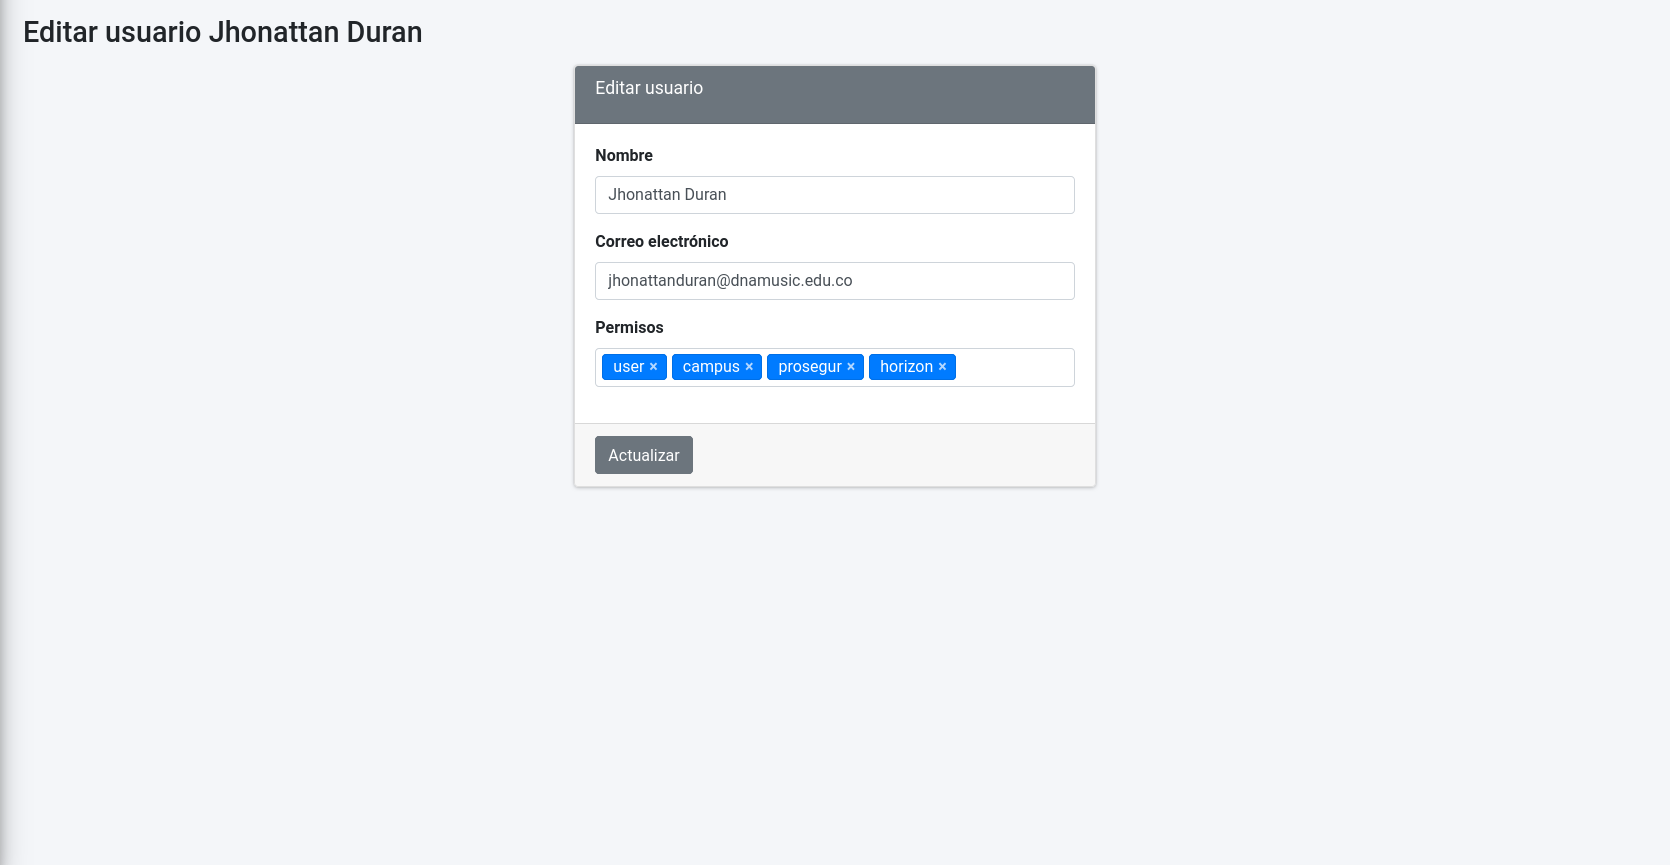 Editar usuario Jhonattan Duran
Editar usuario
Nombre
Jhonattan Duran
Correo electrónico
jhonattanduran@dnamusic.edu.co
Permisos
user × campus × prosegur × horizon ×
Actualizar